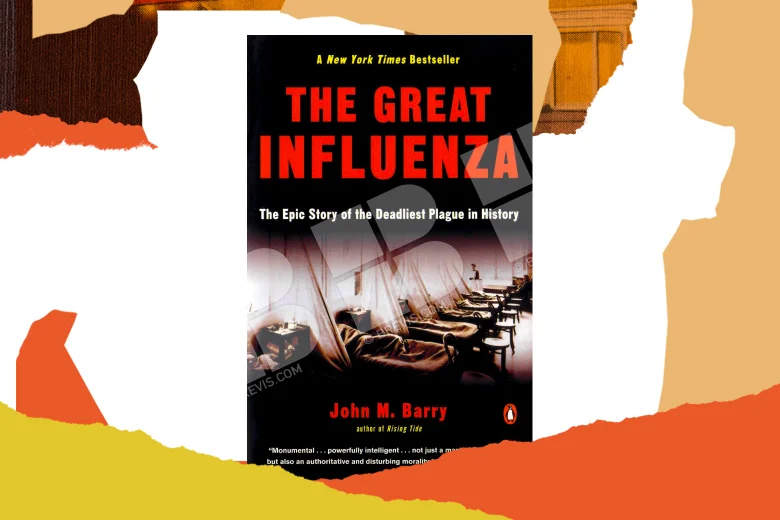 A New York Times Bestseller
THE GREAT
INFLUENZA
The Epic Story of the Deadliest Plague in History
John M. Barry
author of Rising Tide
"Monumental . . . powerfully intelligent . . . not just a
but also an authoritative and disturbing morality